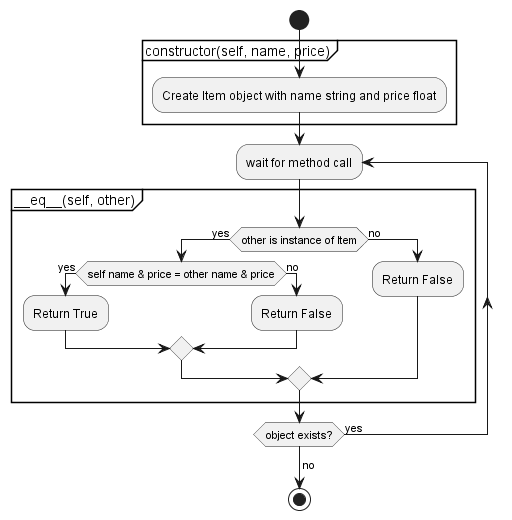 constructor(self, name, price)
Create Item object with name string and price float
wait for method call
__eq__(self, other)
yes
other is instance of Item
no
yes
self name & price = other name & price
no
Return False
Return True
Return False
object exists?
yes
no